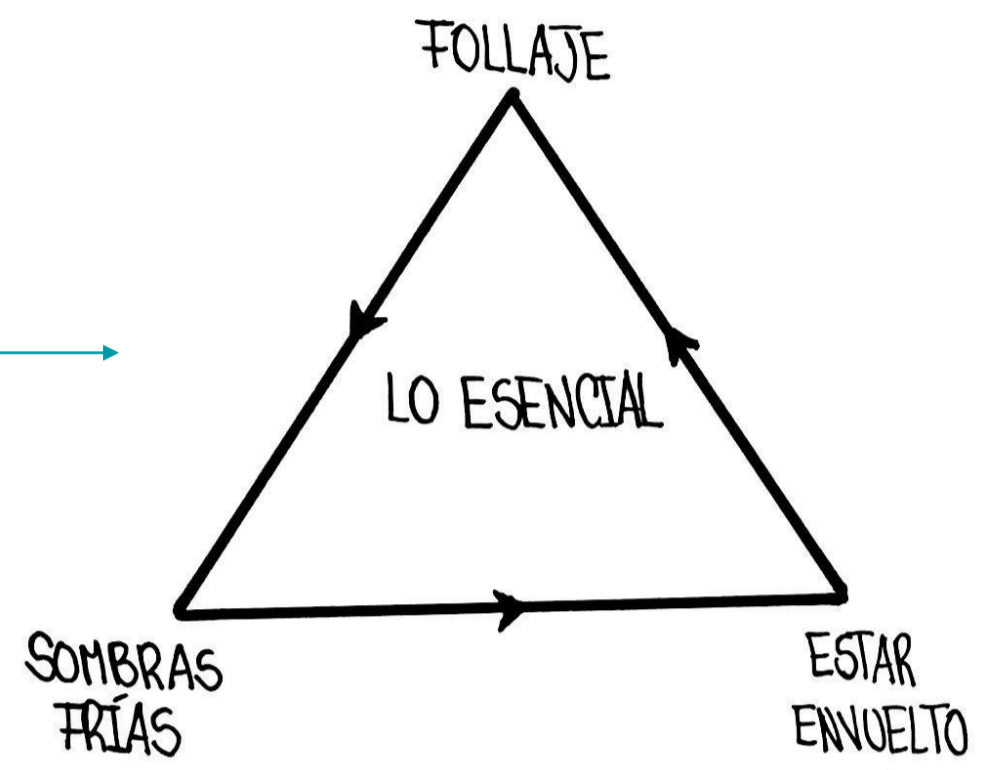 FOLLAJE
LO ESENCIAL
SOMBRAS
FRÍAS
ESTAR
ENVUELTO